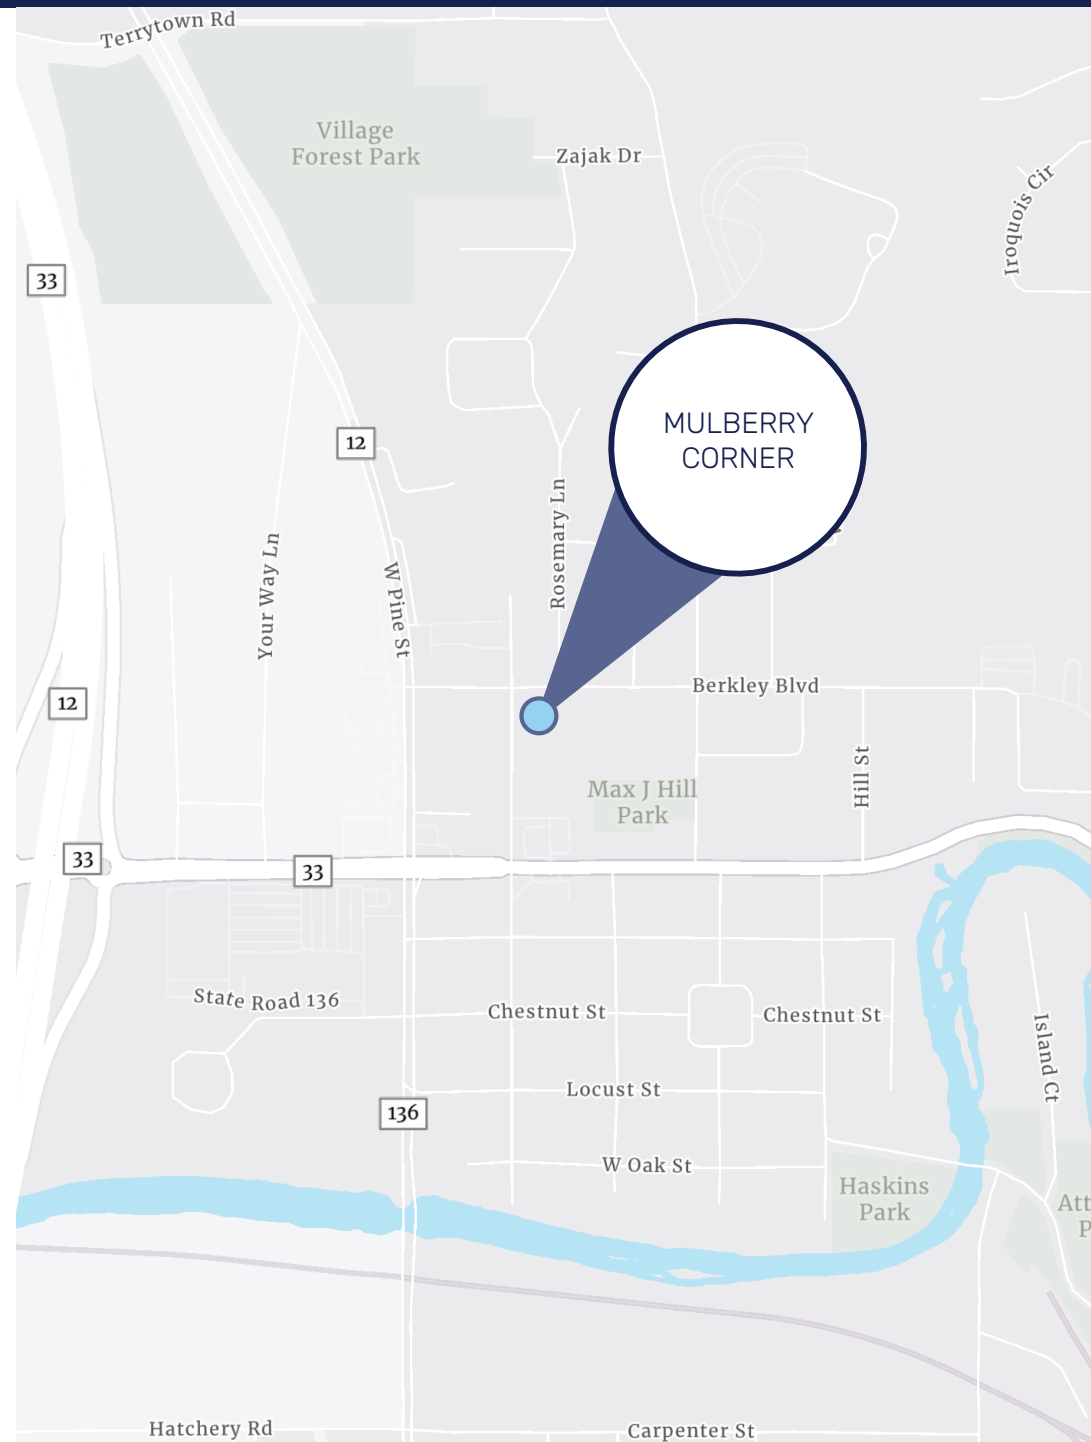 Terrytown Rd
Village
Forest Park
Zajak Dr
Iroquois Cir
33
MULBERRY
CORNER
12
Rosemary Ln
Your Way Ln
W Pine St
Berkley Blvd
12
Hill St
Max J Hill
Park
33
33
State Road 136
Chestnut St
Chestnut St
Island Ct
Locust St
136
W Oak St
Haskins
Park
Att
P
Hatchery Rd
Carpenter St